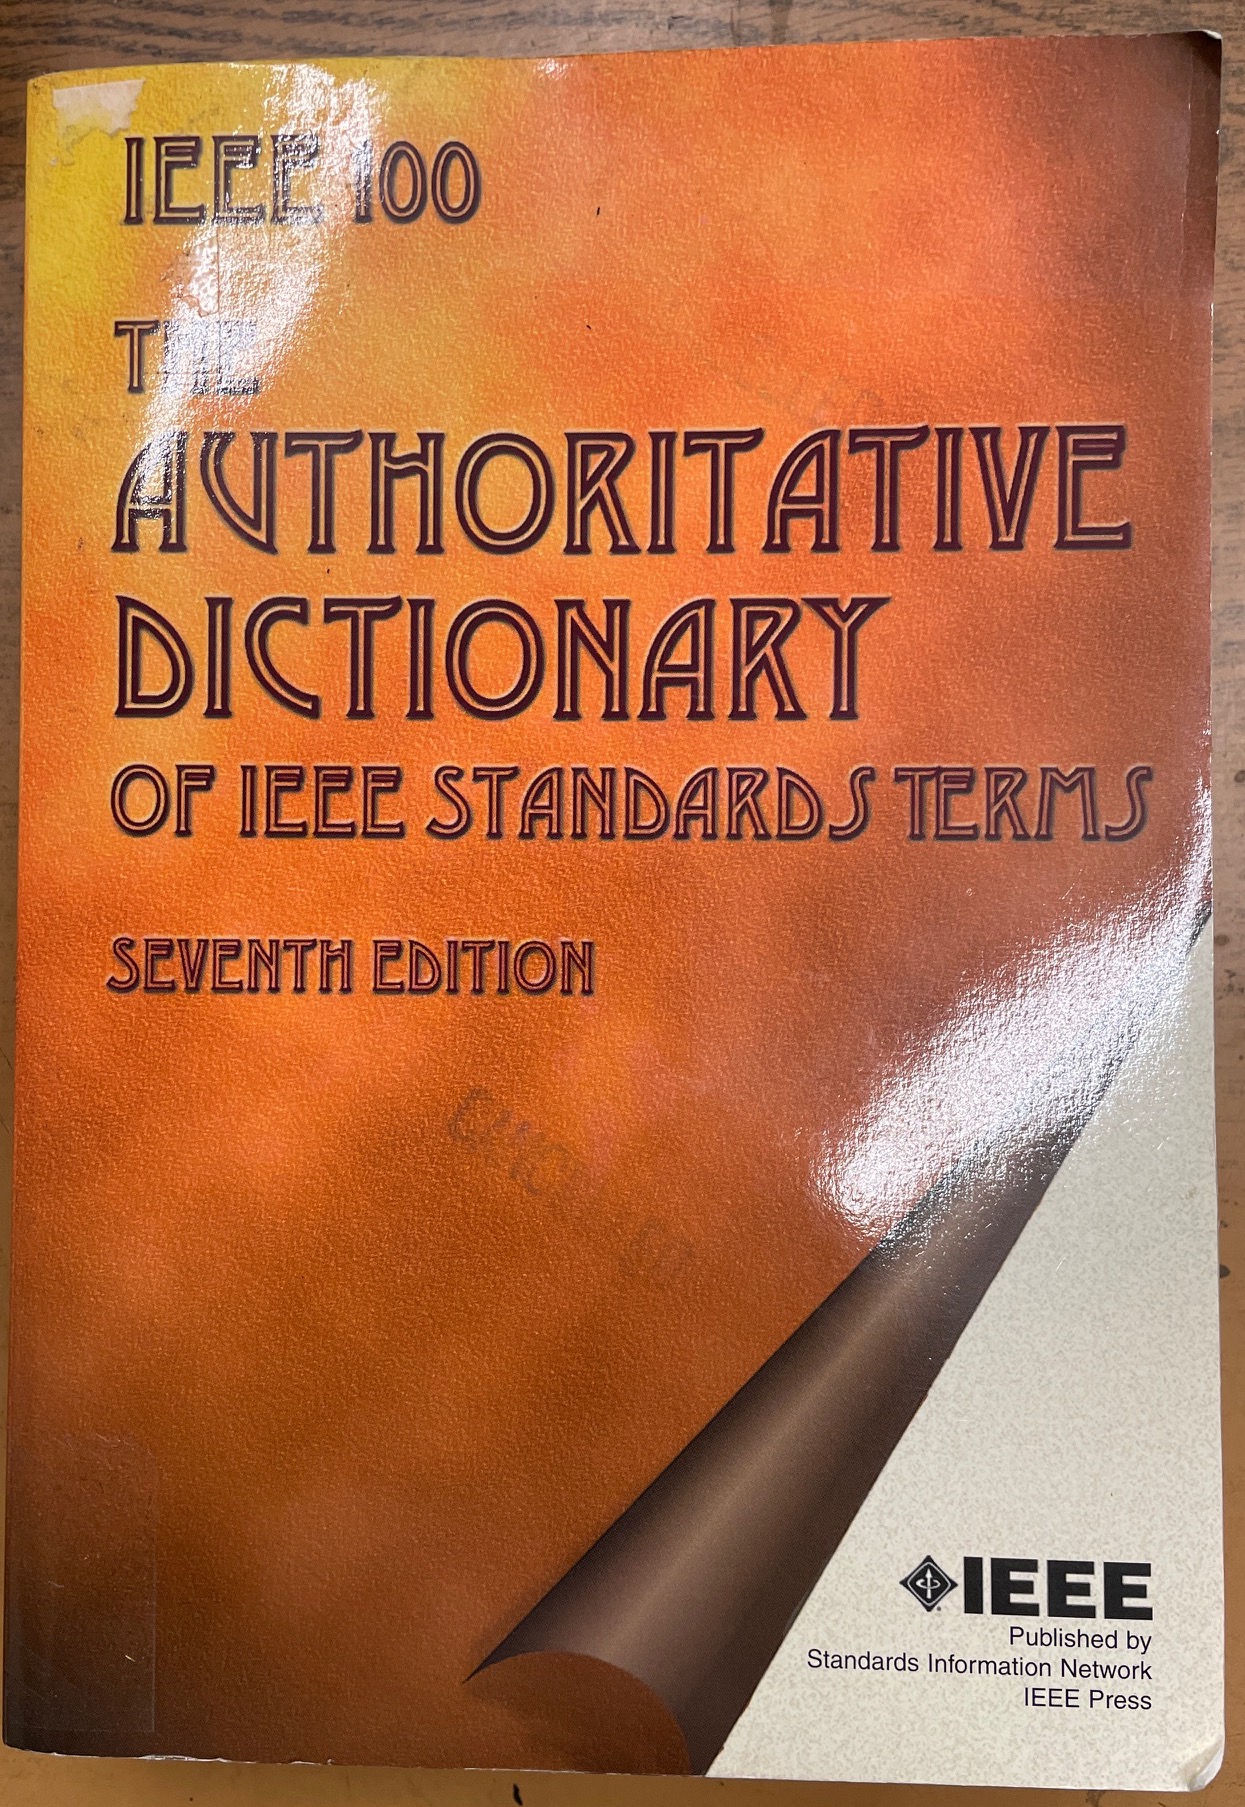 IEEE 100
THE
AUTHORITATIVE
DICTIONARY
OF IEEE STANDARDS TERMS
SEVENTH EDITION
IEEE
Published by
Standards Information Network
IEEE Press